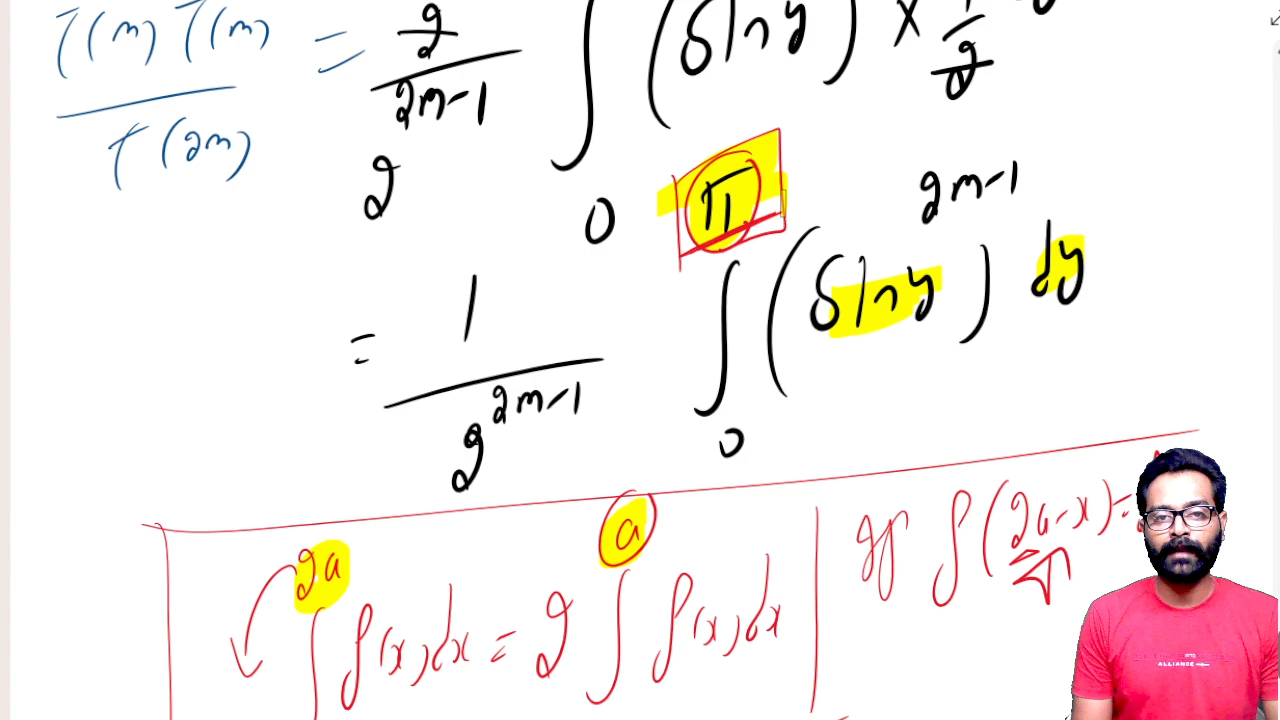 Γ(m) Γ(m) / Γ(2m) = 2 / 2^{2m-1} ∫_0 (sin y) × 1/2
= 1 / 2^{2m-1} ∫_0^π (sin y)^{2m-1} dy
∫^{2a} f(x) dx = 2 ∫^{a} f(x) dx | If f(2a-x) =
ALLIANCE